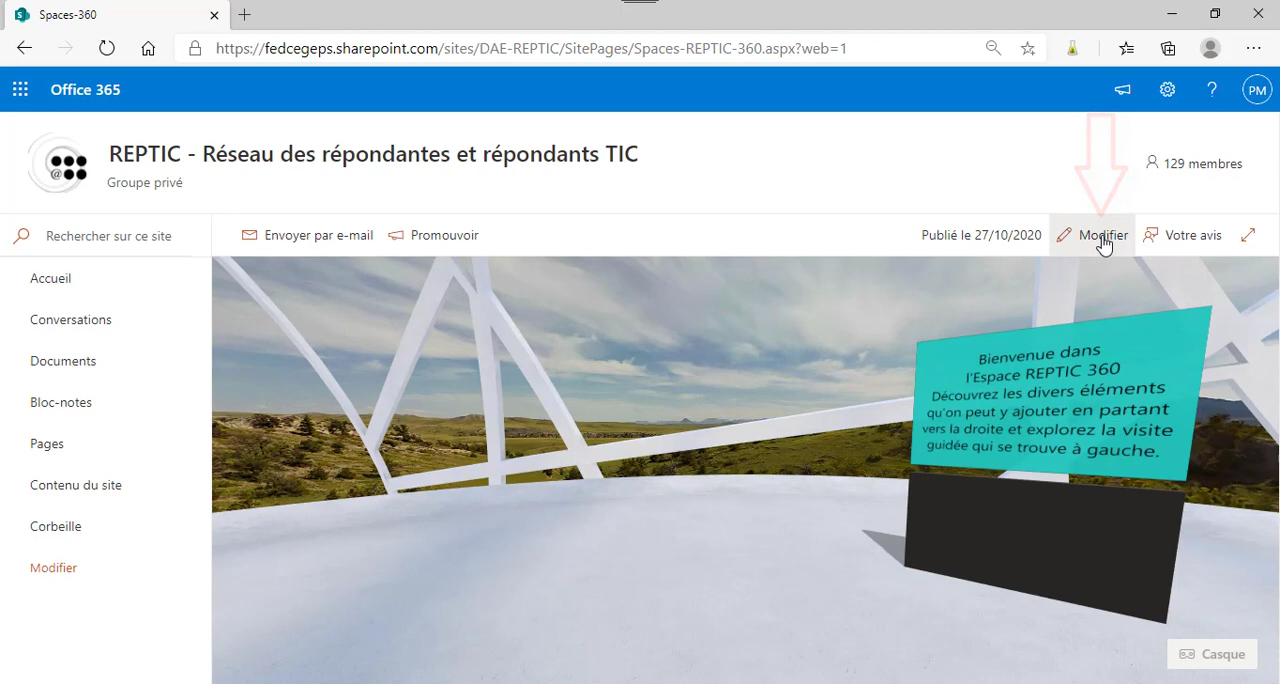 Spaces-360
https://fedcegeps.sharepoint.com/sites/DAE-REPTIC/SitePages/Spaces-REPTIC-360.aspx?web=1
Office 365
?
PM
@
REPTIC - Réseau des répondantes et répondants TIC
Groupe privé
129 membres
Rechercher sur ce site
Envoyer par e-mail
Promouvoir
Publié le 27/10/2020
Modifier
Votre avis
Accueil
Conversations
Documents
Bloc-notes
Pages
Contenu du site
Corbeille
Modifier
Bienvenue dans
l'Espace REPTIC 360
Découvrez les divers éléments
qu'on peut y ajouter en partant
vers la droite et explorez la visite
guidée qui se trouve à gauche.
Casque